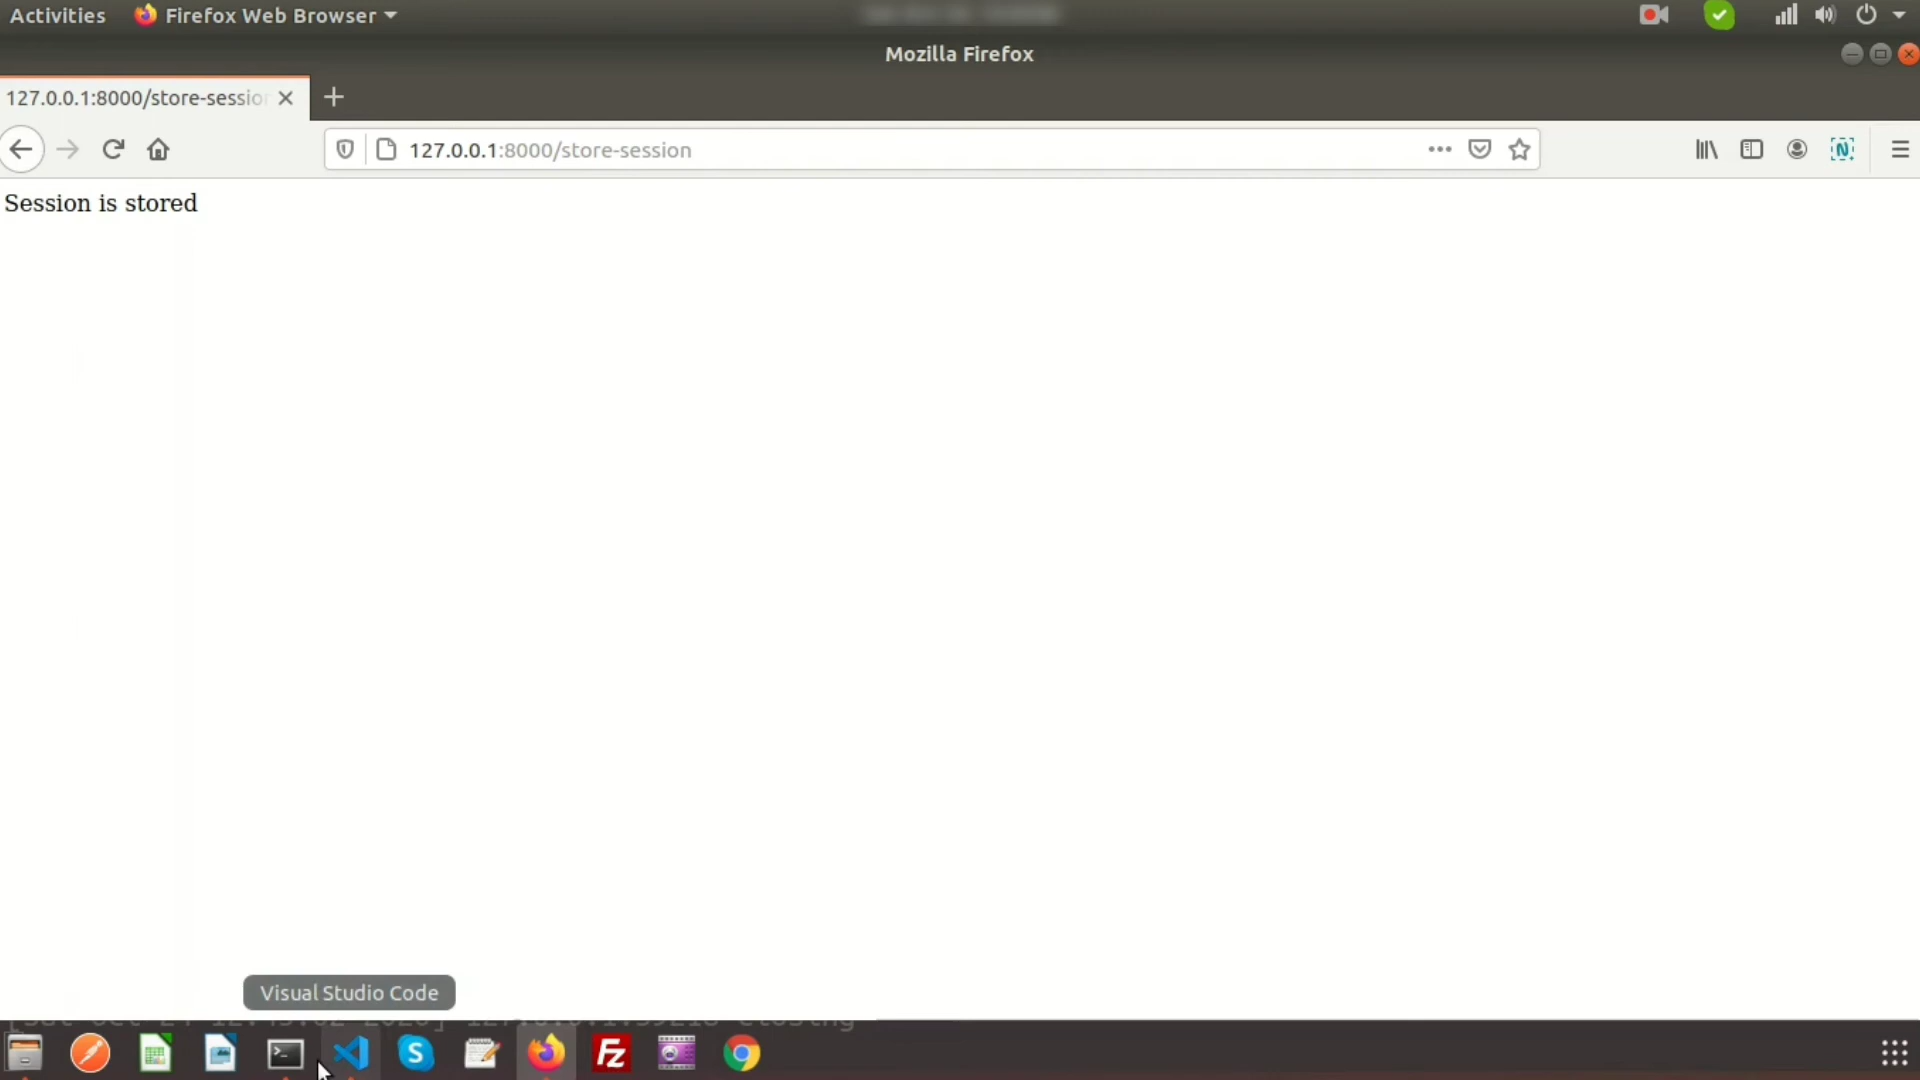 Activities Firefox Web Browser
Mozilla Firefox
127.0.0.1:8000/store-session
127.0.0.1:8000/store-session
Session is stored
Visual Studio Code